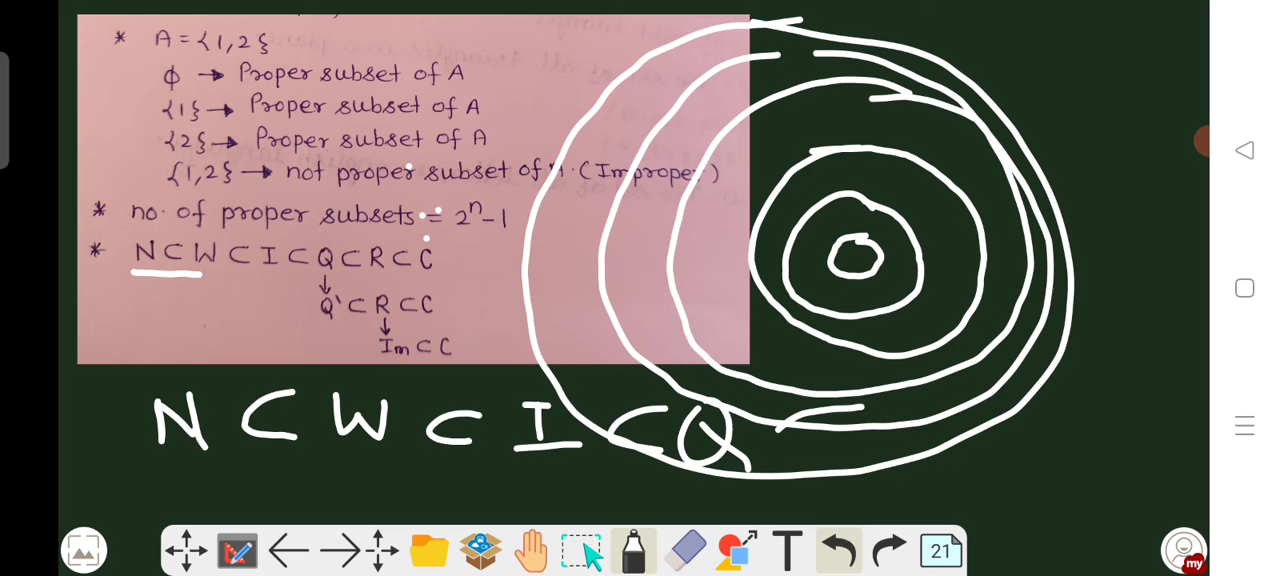 * A = {1,2}
ϕ → Proper subset of A
{1} → Proper subset of A
{2} → Proper subset of A
{1,2} → not proper subset of A. (Improper)
* no. of proper subsets = 2ⁿ - 1
* N ⊂ W ⊂ I ⊂ Q ⊂ R ⊂ C
↓
Q' ⊂ R ⊂ C
↓
Im ⊂ C
N ⊂ W ⊂ I ⊂ Q ⊂
T
21
my